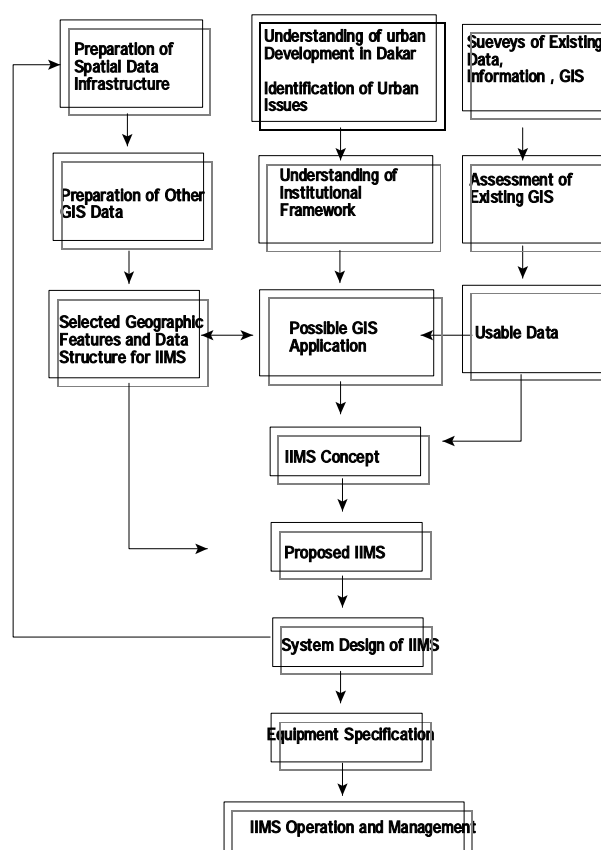 Preparation of
Spatial Data
Infrastructure
Understanding of urban
Development in Dakar
Identification of Urban
Issues
Sueveys of Existing
Data,
Information , GIS
Preparation of Other
GIS Data
Understanding of
Institutional
Framework
Assessment of
Existing GIS
Selected Geographic
Features and Data
Structure for IIMS
Possible GIS
Application
Usable Data
IIMS Concept
Proposed IIMS
System Design of IIMS
Equipment Specification
IIMS Operation and Management